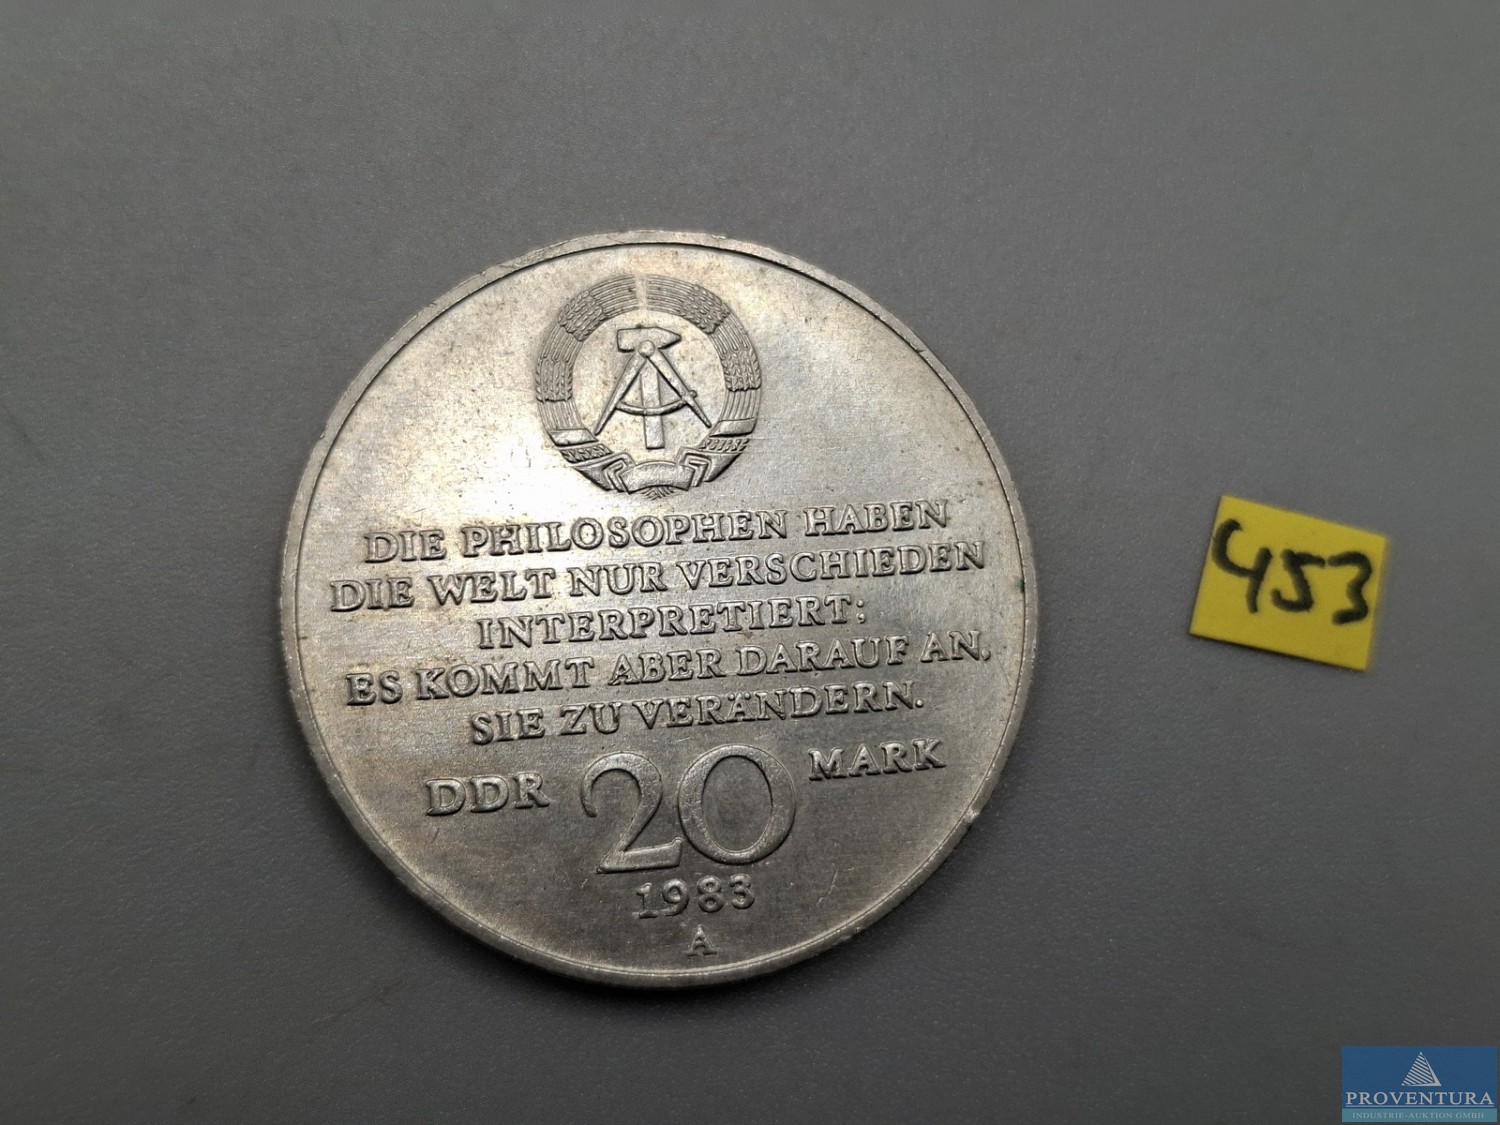 DIE PHILOSOPHEN HABEN
DIE WELT NUR VERSCHIEDEN
INTERPRETIERT;
ES KOMMT ABER DARAUF AN,
SIE ZU VERÄNDERN.
DDR 20 MARK
1983
A
453
PROVENTURA
INDUSTRIE-AUKTION GMBH